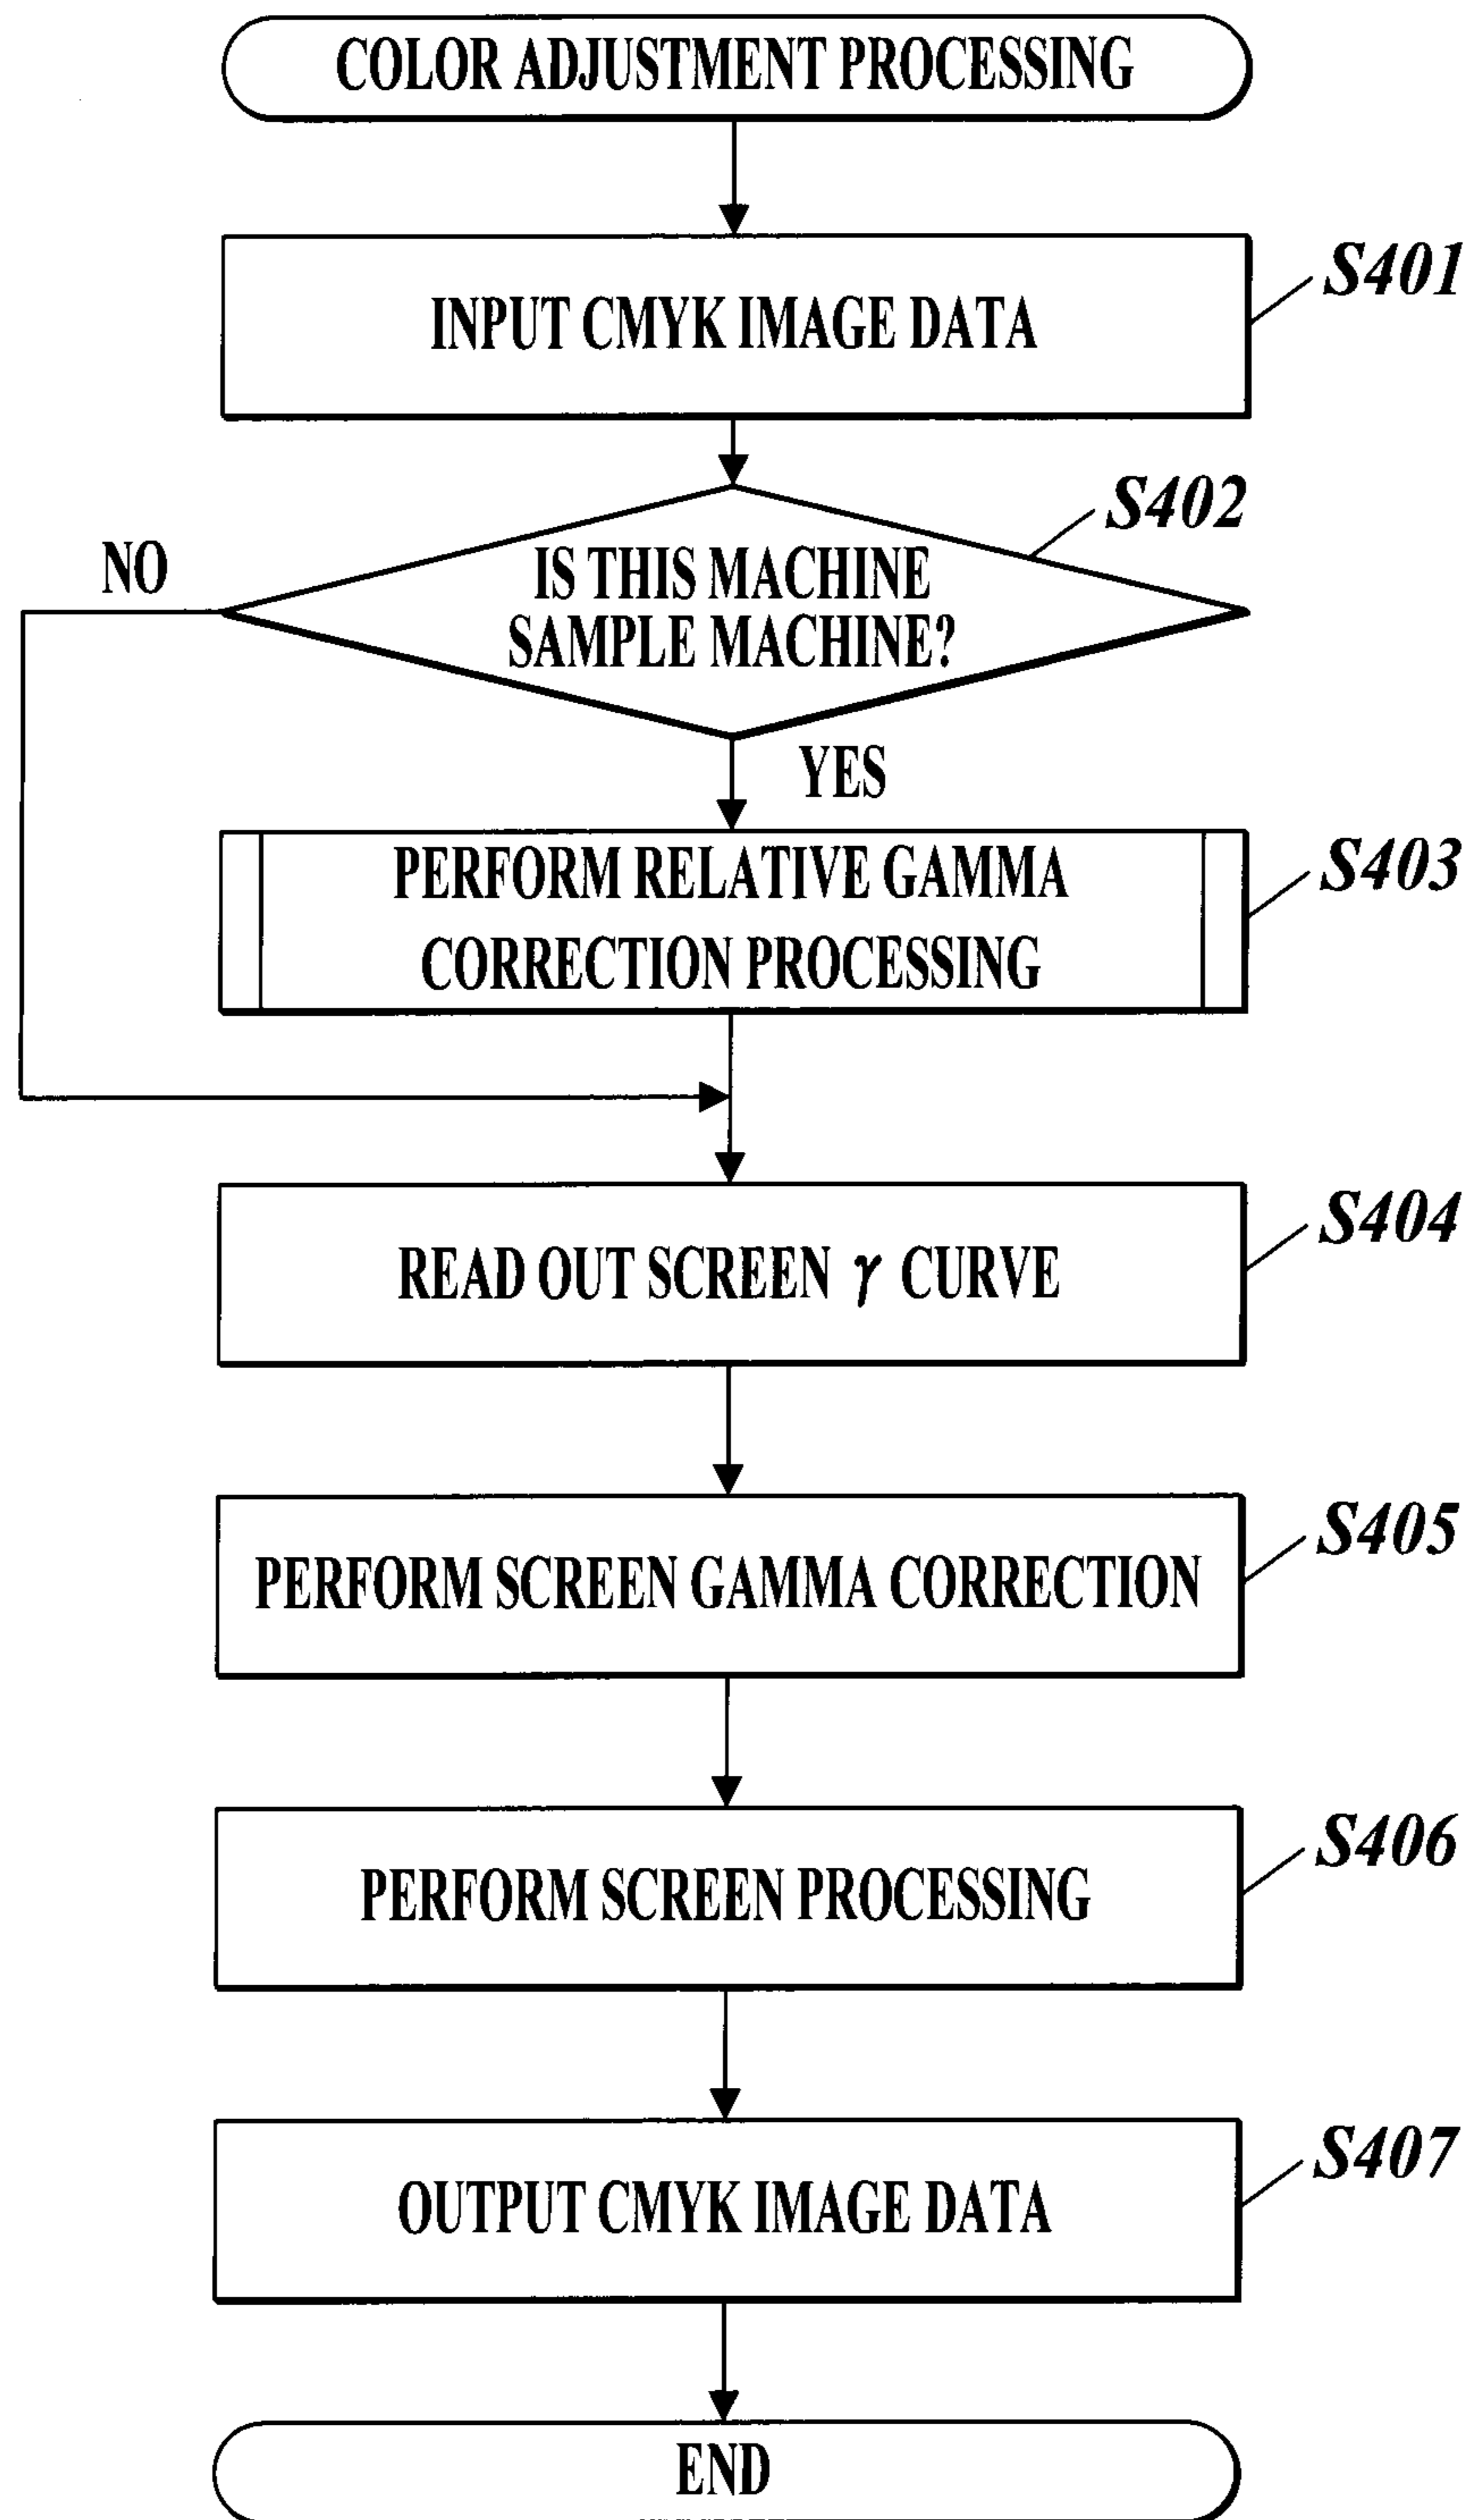 COLOR ADJUSTMENT PROCESSING
INPUT CMYK IMAGE DATA
S401
S402
NO
IS THIS MACHINE
SAMPLE MACHINE?
YES
PERFORM RELATIVE GAMMA
CORRECTION PROCESSING
S403
READ OUT SCREEN γ CURVE
S404
PERFORM SCREEN GAMMA CORRECTION
S405
PERFORM SCREEN PROCESSING
S406
OUTPUT CMYK IMAGE DATA
S407
END